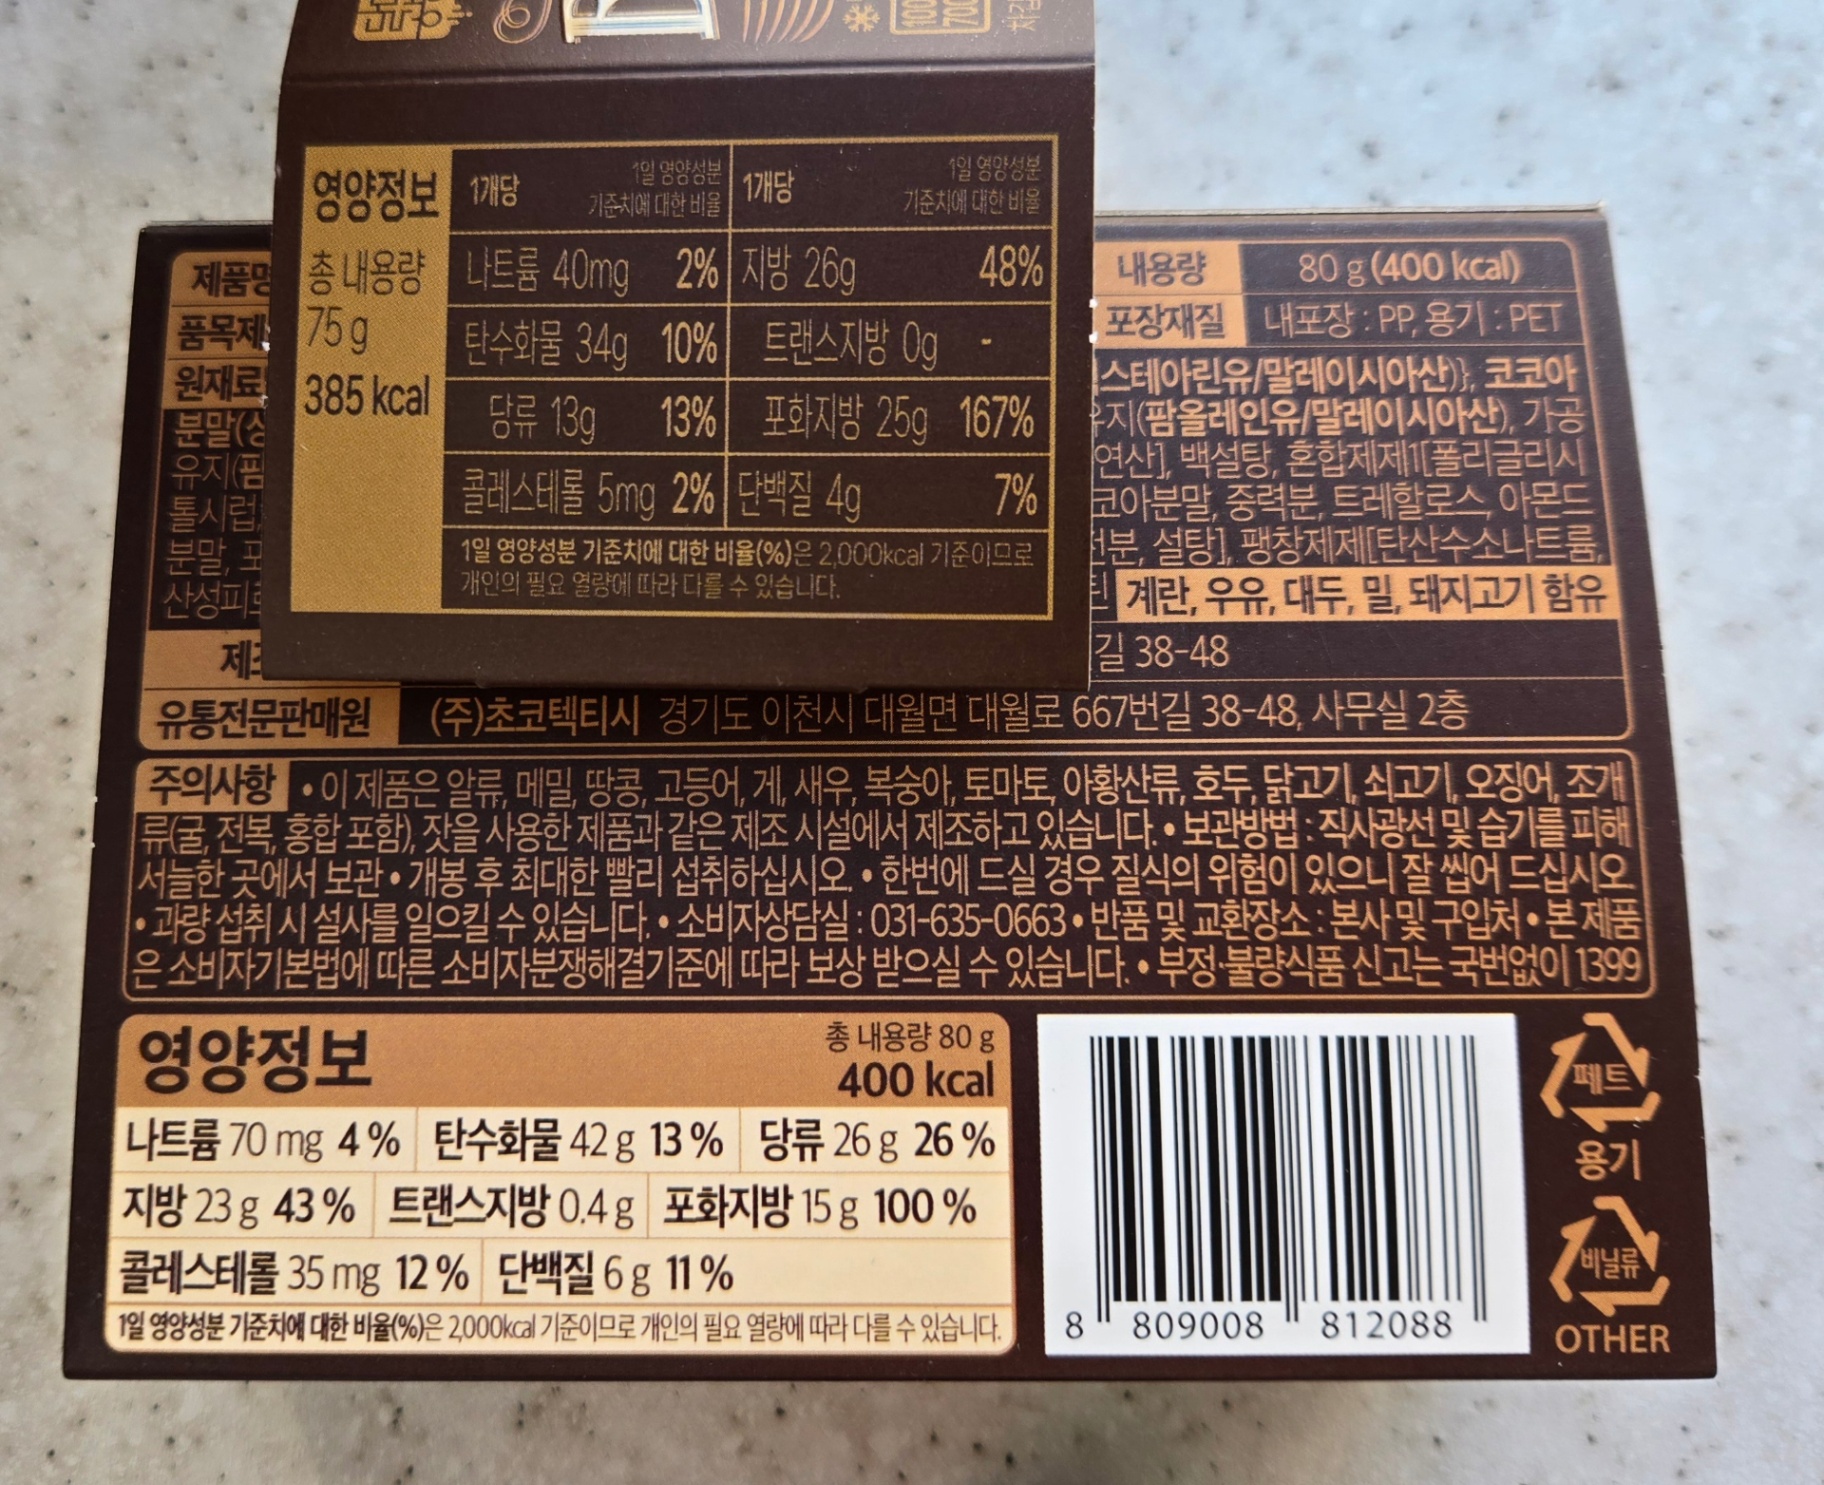 영양정보
총 내용량
75 g
385 kcal
1개당 1일 영양성분 기준치에 대한 비율 1개당 1일 영양성분 기준치에 대한 비율
나트륨 40mg 2% 지방 26g 48%
탄수화물 34g 10% 트랜스지방 0g -
당류 13g 13% 포화지방 25g 167%
콜레스테롤 5mg 2% 단백질 4g 7%
1일 영양성분 기준치에 대한 비율(%)은 2,000kcal 기준이므로
개인의 필요 열량에 따라 다를 수 있습니다.
제품명 내용량 80 g (400 kcal)
품목제 포장재질 내포장 : PP, 용기 : PET
원재료 스테아린유/말레이시아산)}, 코코아
분말( 유지(팜올레인유/말레이시아산), 가공
유지(팜 연산], 백설탕, 혼합제제1[폴리글리시
톨시럽, 코아분말, 중력분, 트레할로스, 아몬드
분말, 포 전분, 설탕], 팽창제제[탄산수소나트륨,
산성피 계란, 우유, 대두, 밀, 돼지고기 함유
제조 길 38-48
유통전문판매원 (주)초코텍티시 경기도 이천시 대월면 대월로 667번길 38-48, 사무실 2층
주의사항 • 이 제품은 알류, 메밀, 땅콩, 고등어, 게, 새우, 복숭아, 토마토, 아황산류, 호두, 닭고기, 쇠고기, 오징어, 조개
류(굴, 전복, 홍합 포함), 잣을 사용한 제품과 같은 제조 시설에서 제조하고 있습니다. • 보관방법 : 직사광선 및 습기를 피해
서늘한 곳에서 보관 • 개봉 후 최대한 빨리 섭취하십시오. • 한번에 드실 경우 질식의 위험이 있으니 잘 씹어 드십시오
• 과량 섭취 시 설사를 일으킬 수 있습니다. • 소비자상담실 : 031-635-0663 • 반품 및 교환장소 : 본사 및 구입처 • 본 제품
은 소비자기본법에 따른 소비자분쟁해결기준에 따라 보상 받으실 수 있습니다. • 부정·불량식품 신고는 국번없이 1399
영양정보 총 내용량 80 g
400 kcal
나트륨 70 mg 4 % 탄수화물 42 g 13 % 당류 26 g 26 %
지방 23 g 43 % 트랜스지방 0.4 g 포화지방 15 g 100 %
콜레스테롤 35 mg 12 % 단백질 6 g 11 %
1일 영양성분 기준치에 대한 비율(%)은 2,000kcal 기준이므로 개인의 필요 열량에 따라 다를 수 있습니다.
8 809008 812088
페트
용기
비닐류
OTHER